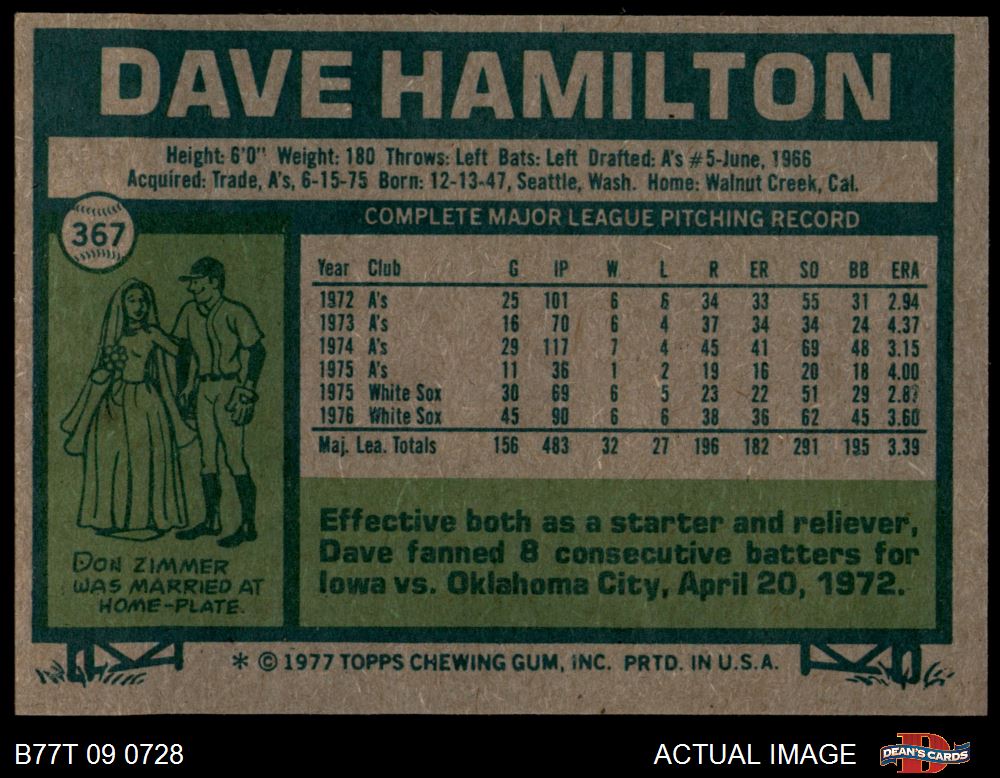 DAVE HAMILTON
Height: 6'0" Weight: 180 Throws: Left Bats: Left Drafted: A's #5-June, 1966
Acquired: Trade, A's, 6-15-75 Born: 12-13-47, Seattle, Wash. Home: Walnut Creek, Cal.
367
COMPLETE MAJOR LEAGUE PITCHING RECORD
Year Club G IP W L R ER SO BB ERA
1972 A's 25 101 6 6 34 33 55 31 2.94
1973 A's 16 70 6 4 37 34 34 24 4.37
1974 A's 29 117 7 4 45 41 69 48 3.15
1975 A's 11 36 1 2 19 16 20 18 4.00
1975 White Sox 30 69 6 5 23 22 51 29 2.87
1976 White Sox 45 90 6 6 38 36 62 45 3.60
Maj. Lea. Totals 156 483 32 27 196 182 291 195 3.39
DON ZIMMER
WAS MARRIED AT
HOME-PLATE.
Effective both as a starter and reliever,
Dave fanned 8 consecutive batters for
Iowa vs. Oklahoma City, April 20, 1972.
* © 1977 TOPPS CHEWING GUM, INC. PRTD. IN U.S.A.
B77T 09 0728
ACTUAL IMAGE
DEAN'S CARDS